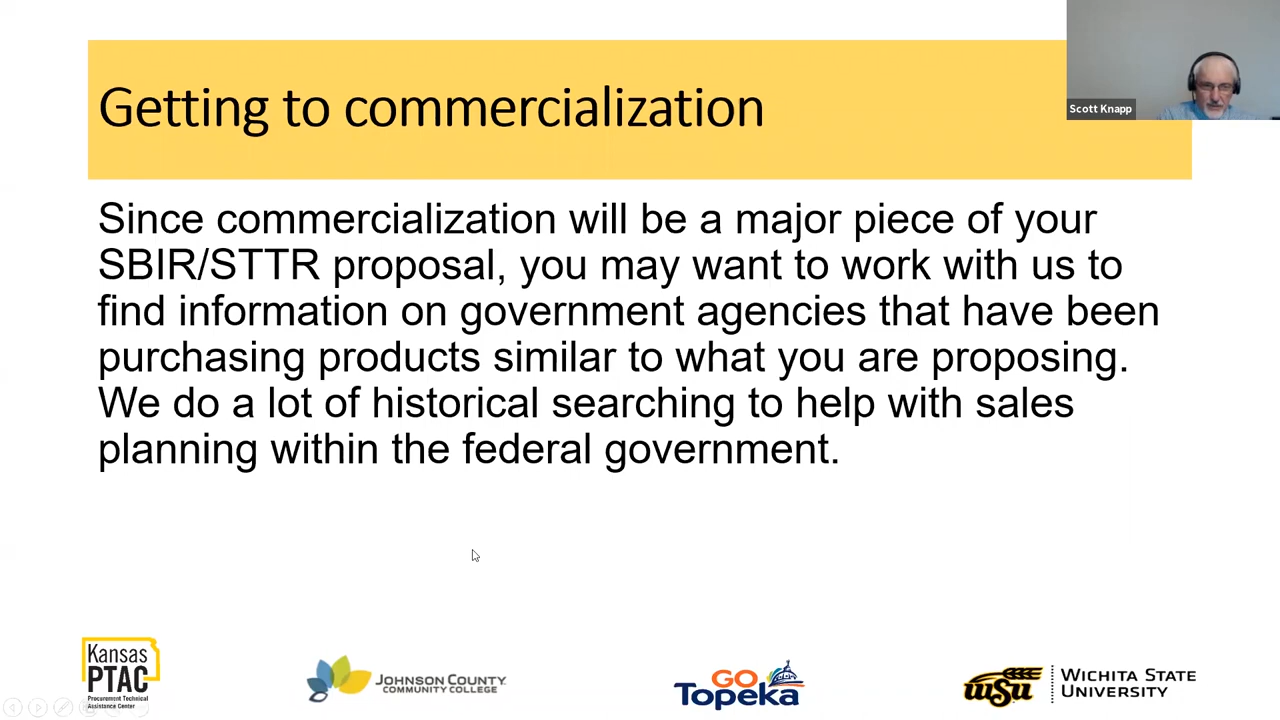 Getting to commercialization
Scott Knapp
Since commercialization will be a major piece of your
SBIR/STTR proposal, you may want to work with us to
find information on government agencies that have been
purchasing products similar to what you are proposing.
We do a lot of historical searching to help with sales
planning within the federal government.
Kansas
PTAC
Procurement Technical
Assistance Center
JOHNSON COUNTY
COMMUNITY COLLEGE
GO
Topeka
WSU
WICHITA STATE
UNIVERSITY